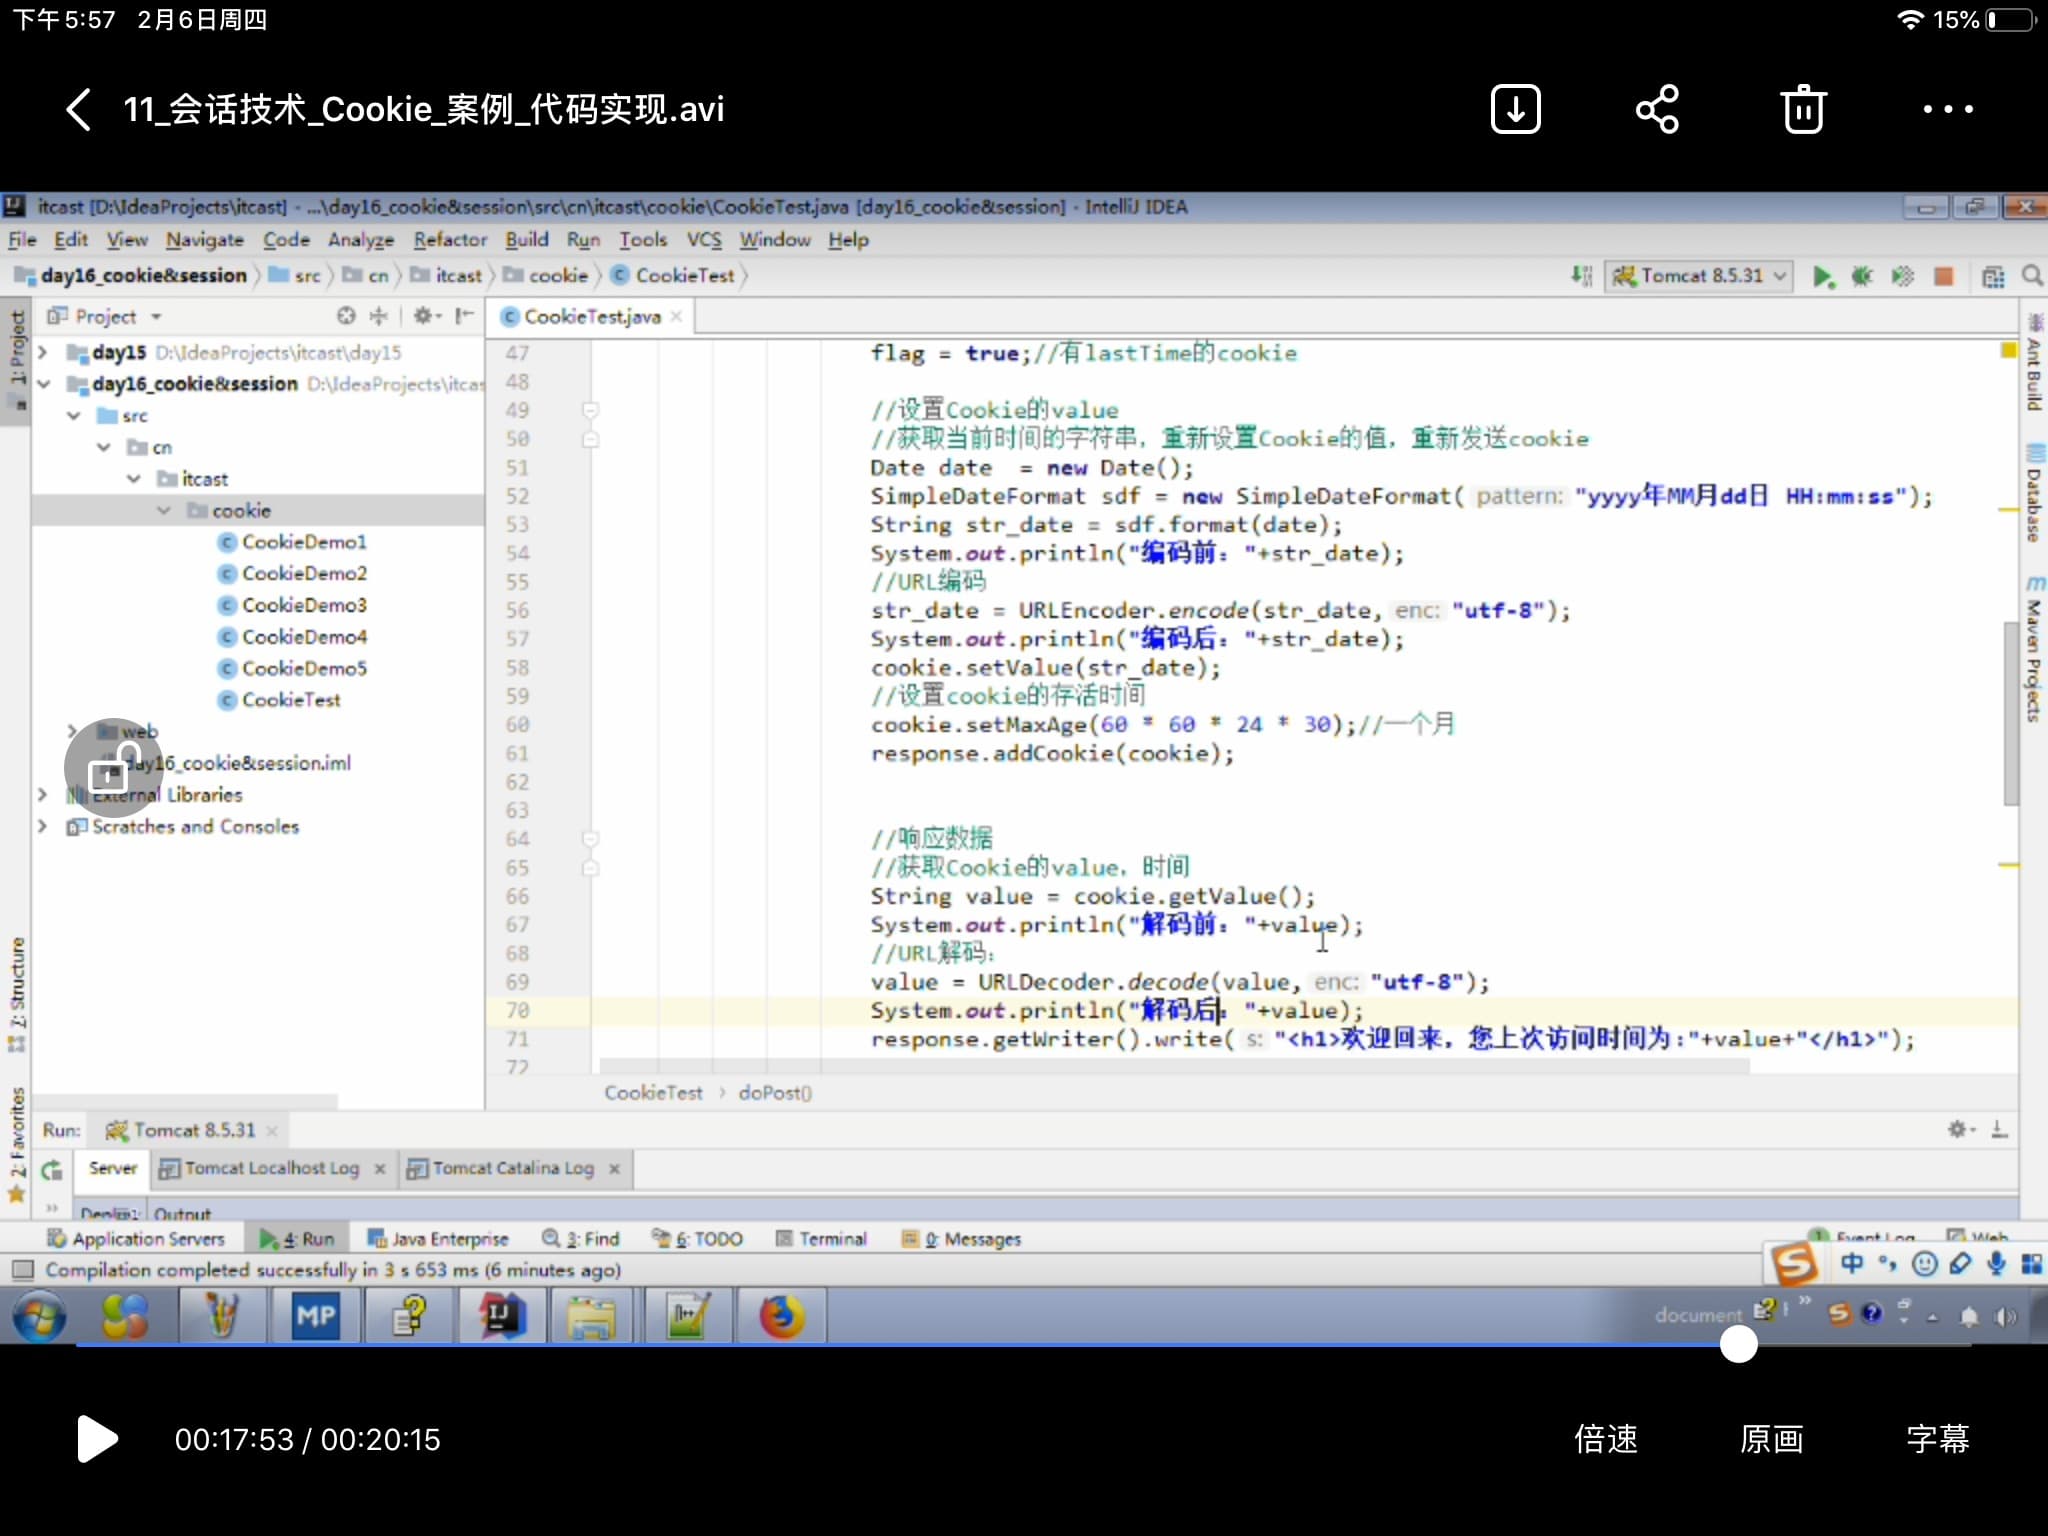 下午5:57 2月6日周四
15%
11_会话技术_Cookie_案例_代码实现.avi
itcast [D:\IdeaProjects\itcast] - ...\day16_cookie&session\src\cn\itcast\cookie\CookieTest.java [day16_cookie&session] - IntelliJ IDEA
File Edit View Navigate Code Analyze Refactor Build Run Tools VCS Window Help
day16_cookie&session src cn itcast cookie CookieTest
Tomcat 8.5.31
1: Project
Project
CookieTest.java
day15 D:\IdeaProjects\itcast\day15
day16_cookie&session D:\IdeaProjects\itcas
src
cn
itcast
cookie
CookieDemo1
CookieDemo2
CookieDemo3
CookieDemo4
CookieDemo5
CookieTest
web
day16_cookie&session.iml
External Libraries
Scratches and Consoles
47 flag = true;//有lastTime的cookie
48
49 //设置Cookie的value
50 //获取当前时间的字符串，重新设置Cookie的值，重新发送cookie
51 Date date  = new Date();
52 SimpleDateFormat sdf = new SimpleDateFormat( pattern: "yyyy年MM月dd日 HH:mm:ss");
53 String str_date = sdf.format(date);
54 System.out.println("编码前："+str_date);
55 //URL编码
56 str_date = URLEncoder.encode(str_date, enc: "utf-8");
57 System.out.println("编码后："+str_date);
58 cookie.setValue(str_date);
59 //设置cookie的存活时间
60 cookie.setMaxAge(60 * 60 * 24 * 30);//一个月
61 response.addCookie(cookie);
62
63
64 //响应数据
65 //获取Cookie的value，时间
66 String value = cookie.getValue();
67 System.out.println("解码前："+value);
68 //URL解码：
69 value = URLDecoder.decode(value, enc: "utf-8");
70 System.out.println("解码后："+value);
71 response.getWriter().write( s: "<h1>欢迎回来，您上次访问时间为:"+value+"</h1>");
72
CookieTest › doPost()
Ant Build
Database
Maven Projects
7: Structure
2: Favorites
Run: Tomcat 8.5.31
Server Tomcat Localhost Log Tomcat Catalina Log
Output
Application Servers 4: Run Java Enterprise 3: Find 6: TODO Terminal 0: Messages
Event Log Web
Compilation completed successfully in 3 s 653 ms (6 minutes ago)
中
MP
document
00:17:53 / 00:20:15
倍速 原画 字幕